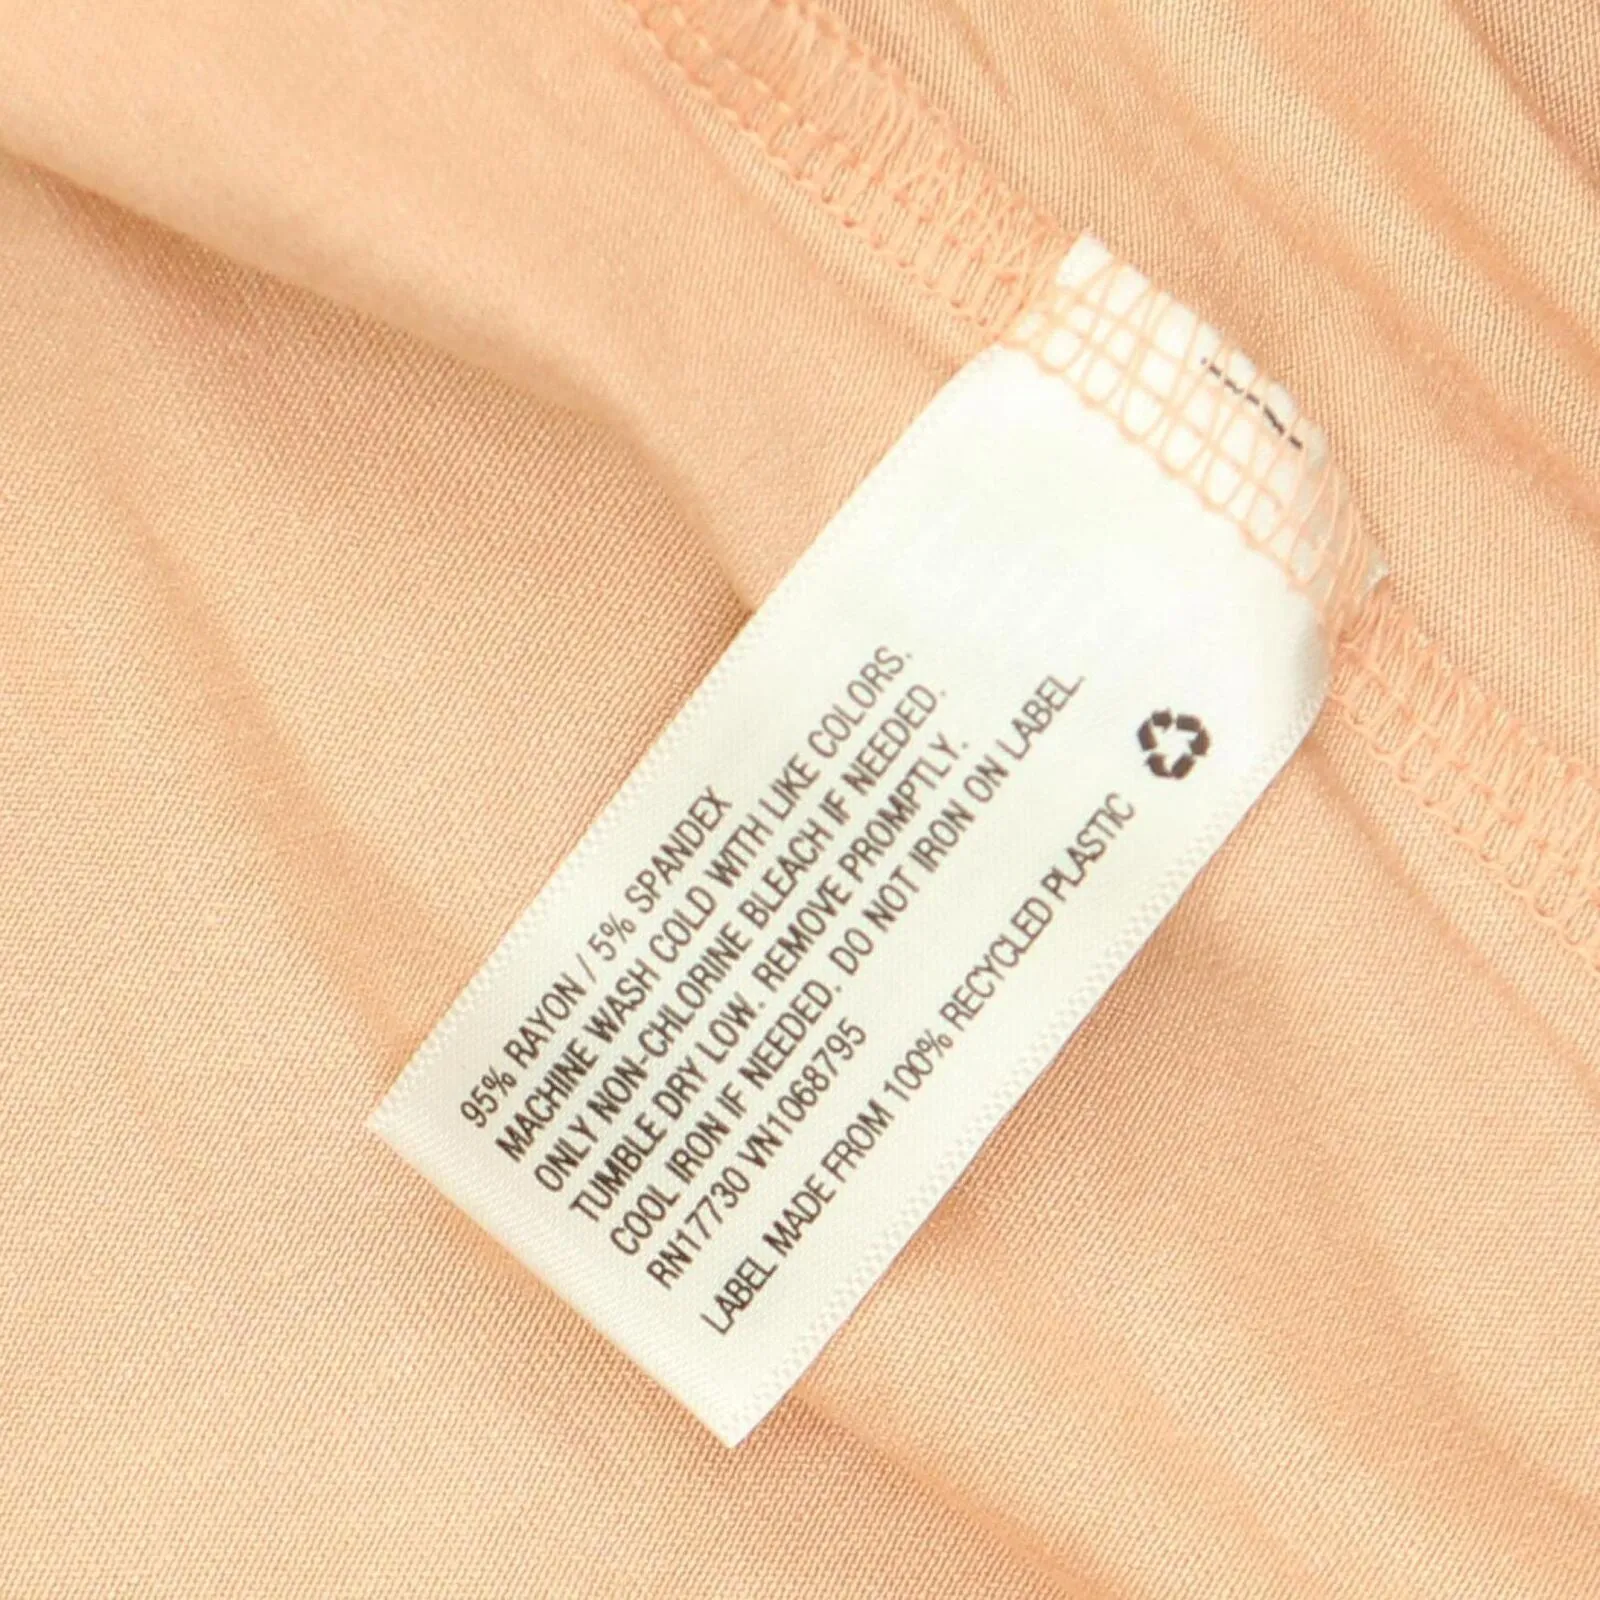 95% RAYON / 5% SPANDEX
MACHINE WASH COLD WITH LIKE COLORS.
ONLY NON-CHLORINE BLEACH IF NEEDED.
TUMBLE DRY LOW. REMOVE PROMPTLY.
COOL IRON IF NEEDED. DO NOT IRON ON LABEL.
RN17730 VN1068795
LABEL MADE FROM 100% RECYCLED PLASTIC